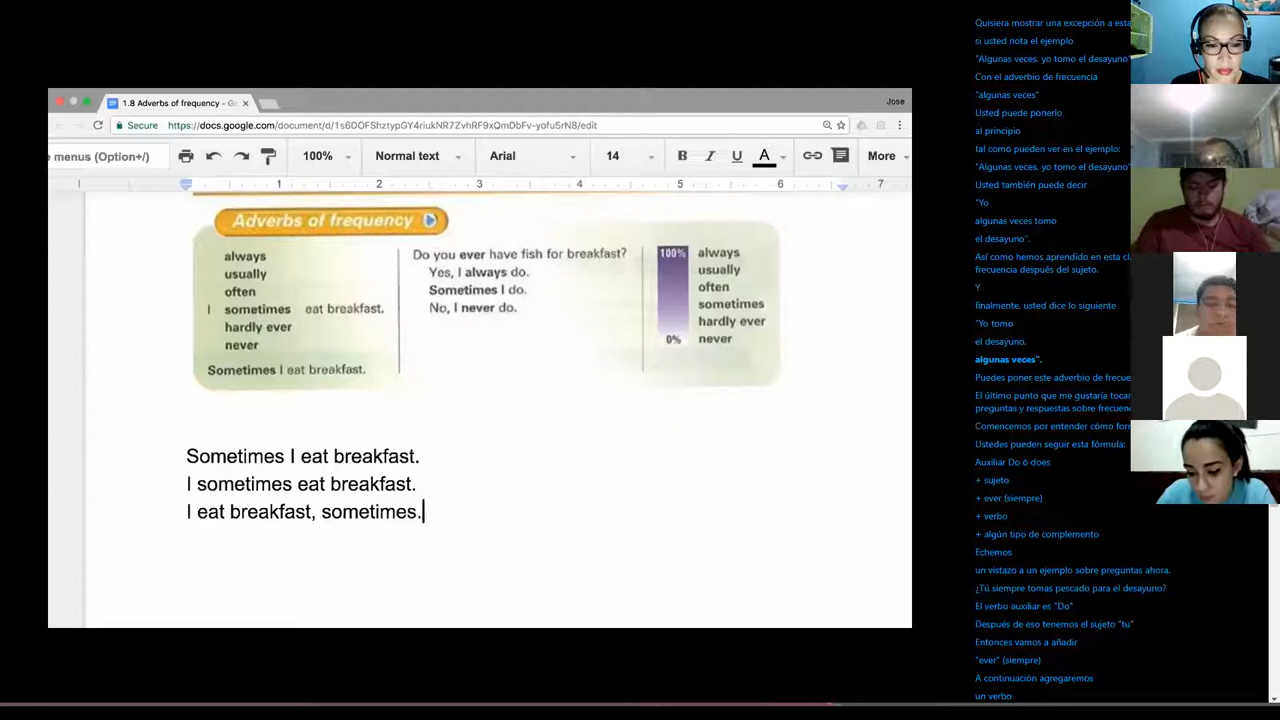 1.8 Adverbs of frequency - Go
Jose
Secure https://docs.google.com/document/d/1s6DOFShztypGY4riukNR7ZvhRF9xQmDbFv-yofu5rN8/edit
he menus (Option+/) 100% Normal text Arial 14 B I U A More
1 2 3 4 5 6 7
Adverbs of frequency
always
usually
often
I sometimes eat breakfast.
hardly ever
never
Sometimes I eat breakfast.
Do you ever have fish for breakfast?
Yes, I always do.
Sometimes I do.
No, I never do.
100% always
usually
often
sometimes
hardly ever
0% never
Sometimes I eat breakfast.
I sometimes eat breakfast.
I eat breakfast, sometimes.
Quisiera mostrar una excepción a esta
si usted nota el ejemplo
"Algunas veces, yo tomo el desayuno"
Con el adverbio de frecuencia
"algunas veces"
Usted puede ponerlo
al principio
tal como pueden ver en el ejemplo:
"Algunas veces, yo tomo el desayuno"
Usted también puede decir
"Yo
algunas veces tomo
el desayuno".
Así como hemos aprendido en esta
frecuencia después del sujeto.
Y
finalmente, usted dice lo siguiente
"Yo tomo
el desayuno,
algunas veces".
Puedes poner este adverbio de
El último punto que me gustaría
preguntas y respuestas sobre
Comencemos por entender cómo
Ustedes pueden seguir esta fórmula:
Auxiliar Do ó does
+ sujeto
+ ever (siempre)
+ verbo
+ algún tipo de complemento
Echemos
un vistazo a un ejemplo sobre preguntas ahora.
¿Tú siempre tomas pescado para el desayuno?
El verbo auxiliar es "Do"
Después de eso tenemos el sujeto "tu"
Entonces vamos a añadir
"ever" (siempre)
A continuación agregaremos
un verbo